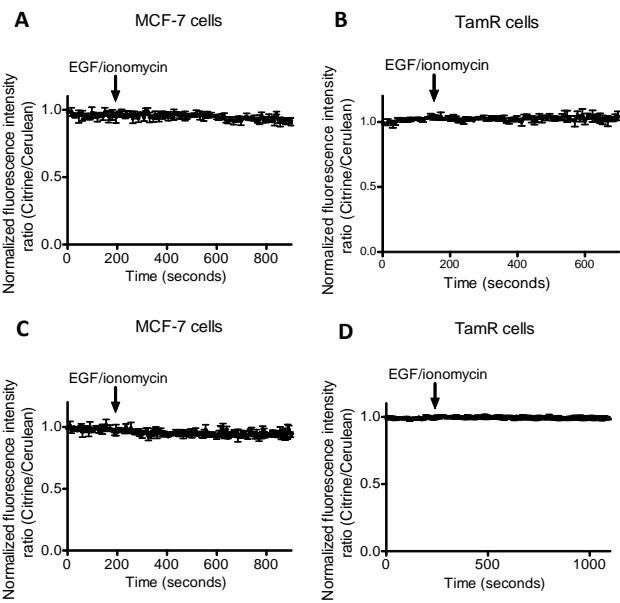 A
MCF-7 cells
EGF/ionomycin
Normalized fluorescence intensity
ratio (Citrine/Cerulean)
1.0
0.5
0.0
0 200 400 600 800
Time (seconds)
B
TamR cells
EGF/ionomycin
Normalized fluorescence intensity
ratio (Citrine/Cerulean)
1.0
0.5
0.0
0 200 400 600
Time (seconds)
C
MCF-7 cells
EGF/ionomycin
Normalized fluorescence intensity
ratio (Citrine/Cerulean)
1.0
0.5
0.0
0 200 400 600 800
Time (seconds)
D
TamR cells
EGF/ionomycin
Normalized fluorescence intensity
ratio (Citrine/Cerulean)
1.0
0.5
0.0
0 500 1000
Time (seconds)